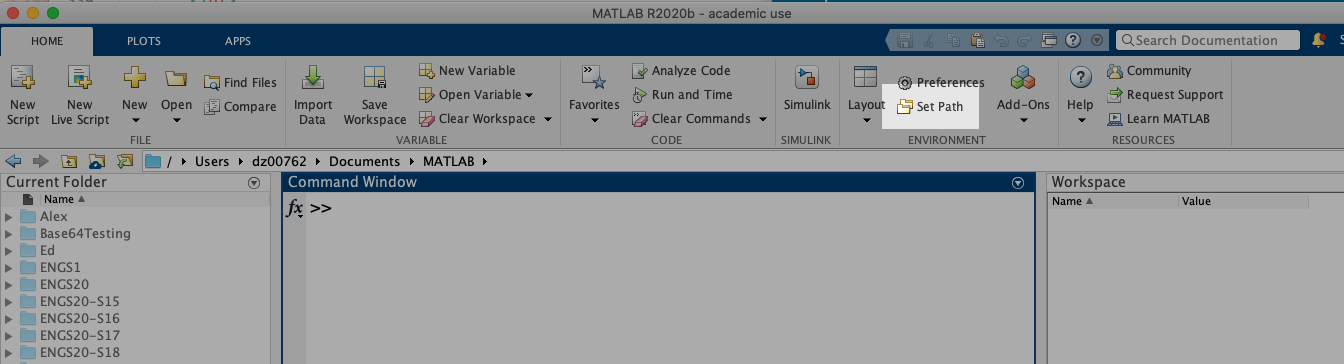 MATLAB R2020b - academic use
HOME PLOTS APPS
Search Documentation
New Script
New Live Script
New
Open
Find Files
Compare
FILE
Import Data
Save Workspace
New Variable
Open Variable
Clear Workspace
VARIABLE
Favorites
Analyze Code
Run and Time
Clear Commands
CODE
Simulink
SIMULINK
Layout
Preferences
Set Path
Add-Ons
ENVIRONMENT
Help
Community
Request Support
Learn MATLAB
RESOURCES
/ Users dz00762 Documents MATLAB
Current Folder
Name
Alex
Base64Testing
Ed
ENGS1
ENGS20
ENGS20-S15
ENGS20-S16
ENGS20-S17
ENGS20-S18
Command Window
fx >>
Workspace
Name Value